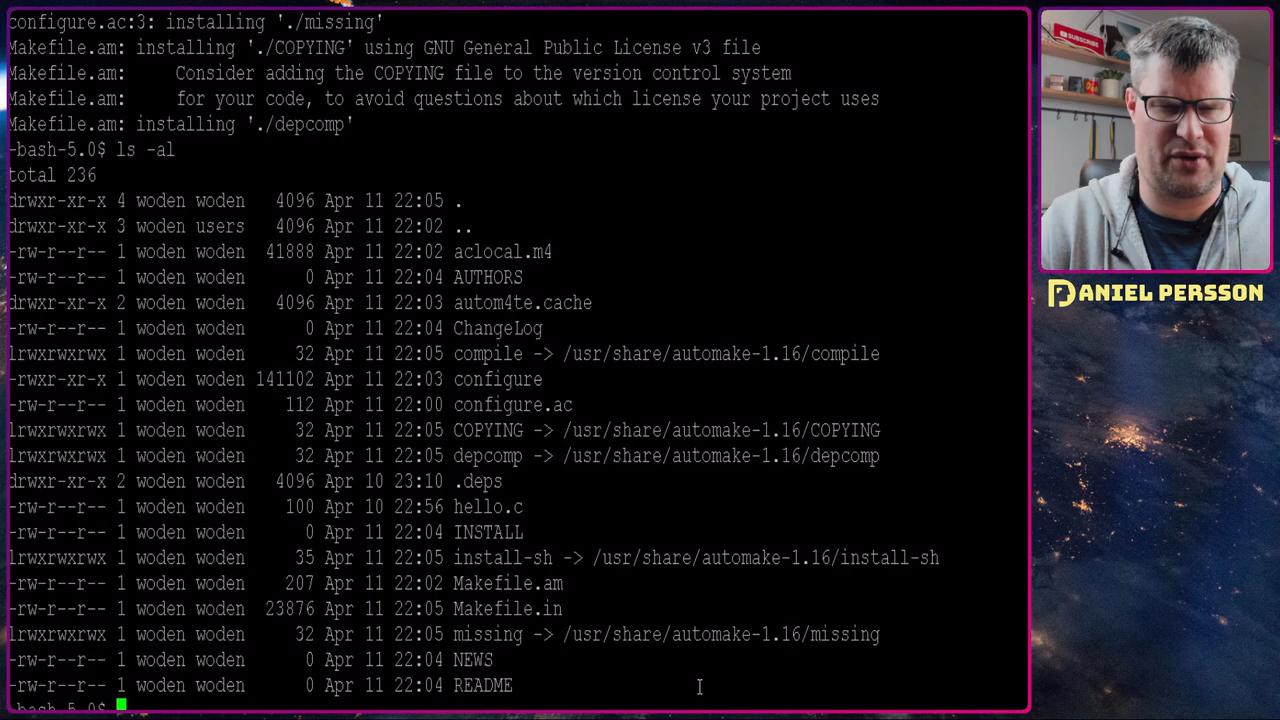 configure.ac:3: installing './missing'
Makefile.am: installing './COPYING' using GNU General Public License v3 file
Makefile.am:     Consider adding the COPYING file to the version control system
Makefile.am:     for your code, to avoid questions about which license your project uses
Makefile.am: installing './depcomp'
-bash-5.0$ ls -al
total 236
drwxr-xr-x 4 woden woden   4096 Apr 11 22:05 .
drwxr-xr-x 3 woden users   4096 Apr 11 22:02 ..
-rw-r--r-- 1 woden woden  41888 Apr 11 22:02 aclocal.m4
-rw-r--r-- 1 woden woden      0 Apr 11 22:04 AUTHORS
drwxr-xr-x 2 woden woden   4096 Apr 11 22:03 autom4te.cache
-rw-r--r-- 1 woden woden      0 Apr 11 22:04 ChangeLog
lrwxrwxrwx 1 woden woden     32 Apr 11 22:05 compile -> /usr/share/automake-1.16/compile
-rwxr-xr-x 1 woden woden 141102 Apr 11 22:03 configure
-rw-r--r-- 1 woden woden    112 Apr 11 22:00 configure.ac
lrwxrwxrwx 1 woden woden     32 Apr 11 22:05 COPYING -> /usr/share/automake-1.16/COPYING
lrwxrwxrwx 1 woden woden     32 Apr 11 22:05 depcomp -> /usr/share/automake-1.16/depcomp
drwxr-xr-x 2 woden woden   4096 Apr 10 23:10 .deps
-rw-r--r-- 1 woden woden    100 Apr 10 22:56 hello.c
-rw-r--r-- 1 woden woden      0 Apr 11 22:04 INSTALL
lrwxrwxrwx 1 woden woden     35 Apr 11 22:05 install-sh -> /usr/share/automake-1.16/install-sh
-rw-r--r-- 1 woden woden    207 Apr 11 22:02 Makefile.am
-rw-r--r-- 1 woden woden  23876 Apr 11 22:05 Makefile.in
lrwxrwxrwx 1 woden woden     32 Apr 11 22:05 missing -> /usr/share/automake-1.16/missing
-rw-r--r-- 1 woden woden      0 Apr 11 22:04 NEWS
-rw-r--r-- 1 woden woden      0 Apr 11 22:04 README
-bash-5.0$
SUBSCRIBE
DANIEL PERSSON